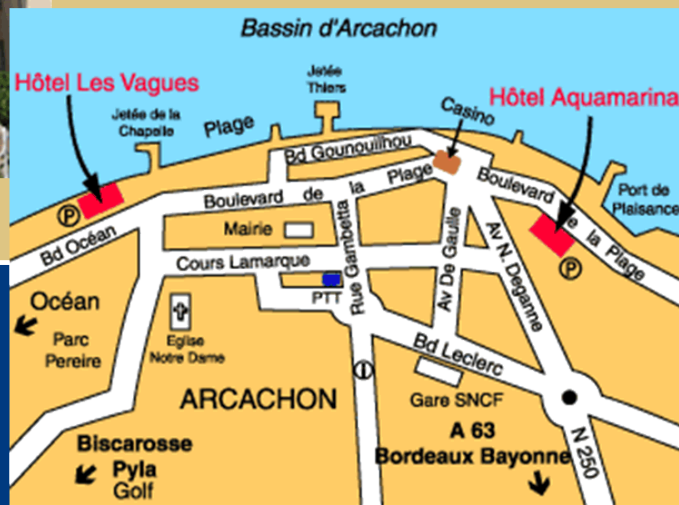 Bassin d'Arcachon
Hôtel Les Vagues
Jetée
Thiers
Hôtel Aquamarina
Casino
Jetée de la
Chapelle
Plage
Bd Gounouilhou
Boulevard de la Plage
Boulevard de la Plage
Port de
Plaisance
P
Bd Océan
Mairie
Rue Gambetta
Av De Gaulle
Av N. Deganne
Cours Lamarque
P
PTT
Océan
Parc
Pereire
Eglise
Notre Dame
Bd Leclerc
i
ARCACHON
Gare SNCF
A 63
Bordeaux Bayonne
N 250
Biscarosse
Pyla
Golf